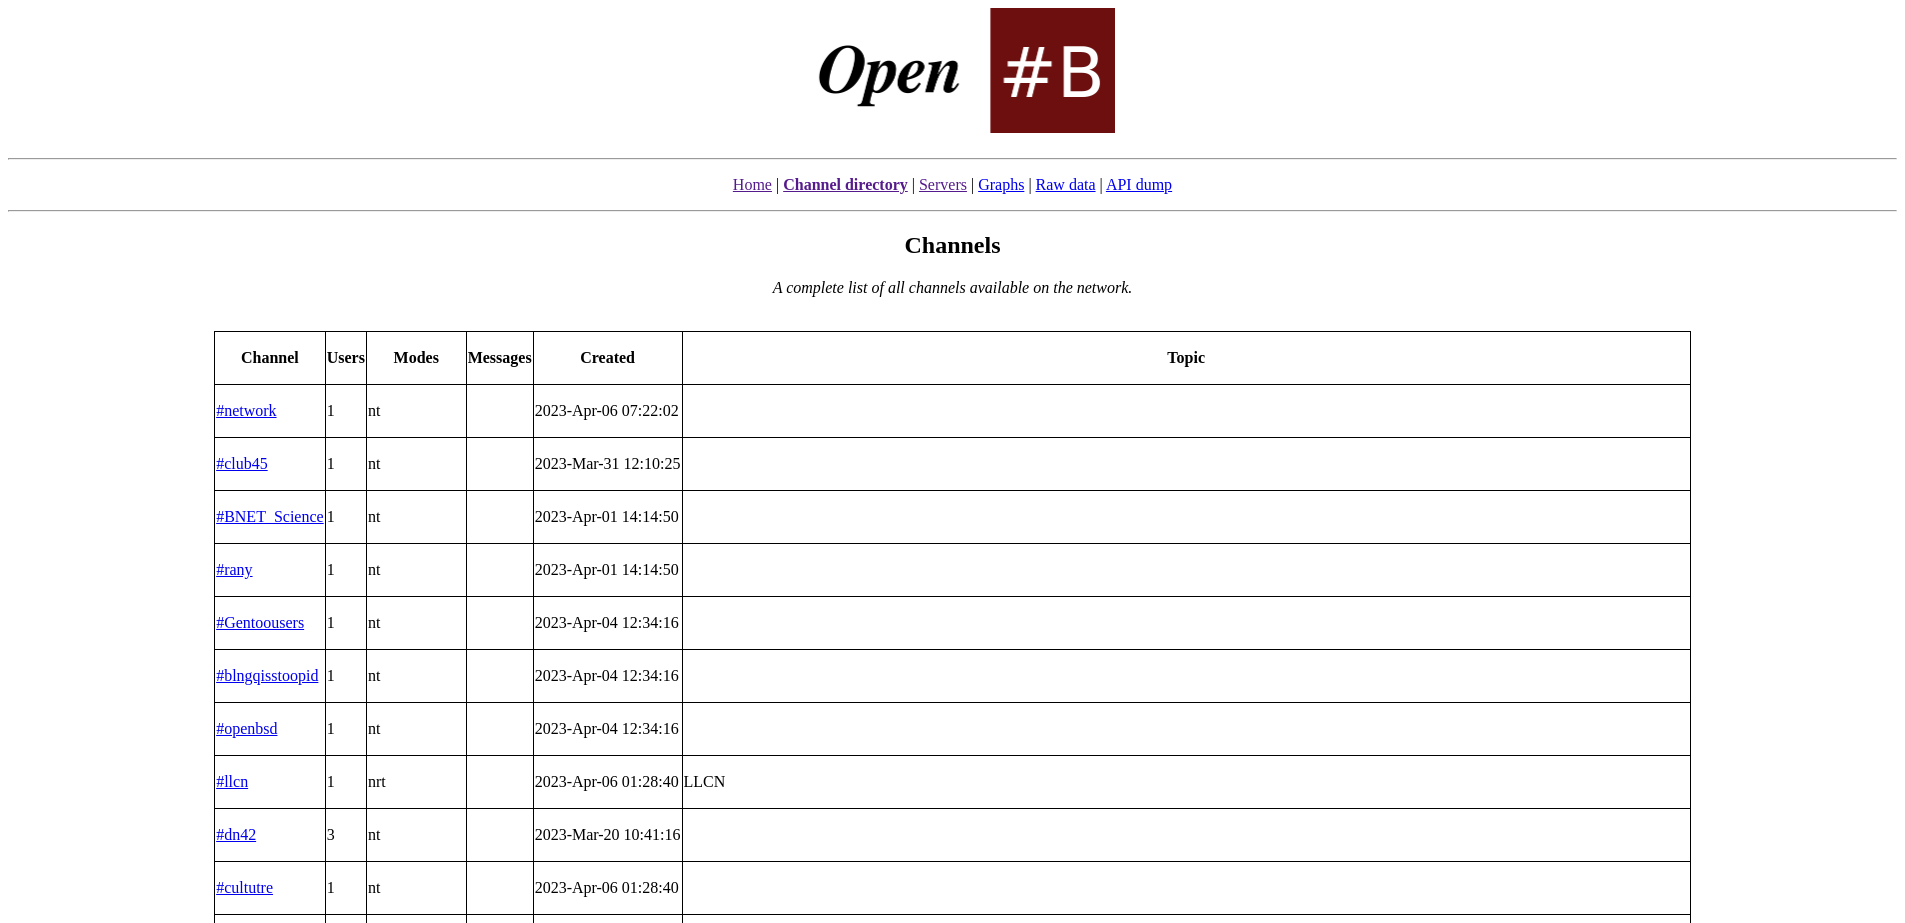 Open #B
Home | Channel directory | Servers | Graphs | Raw data | API dump
Channels
A complete list of all channels available on the network.
Channel Users Modes Messages Created Topic
#network 1 nt 2023-Apr-06 07:22:02
#club45 1 nt 2023-Mar-31 12:10:25
#BNET_Science 1 nt 2023-Apr-01 14:14:50
#rany 1 nt 2023-Apr-01 14:14:50
#Gentoousers 1 nt 2023-Apr-04 12:34:16
#blngqisstoopid 1 nt 2023-Apr-04 12:34:16
#openbsd 1 nt 2023-Apr-04 12:34:16
#llcn 1 nrt 2023-Apr-06 01:28:40 LLCN
#dn42 3 nt 2023-Mar-20 10:41:16
#cultutre 1 nt 2023-Apr-06 01:28:40